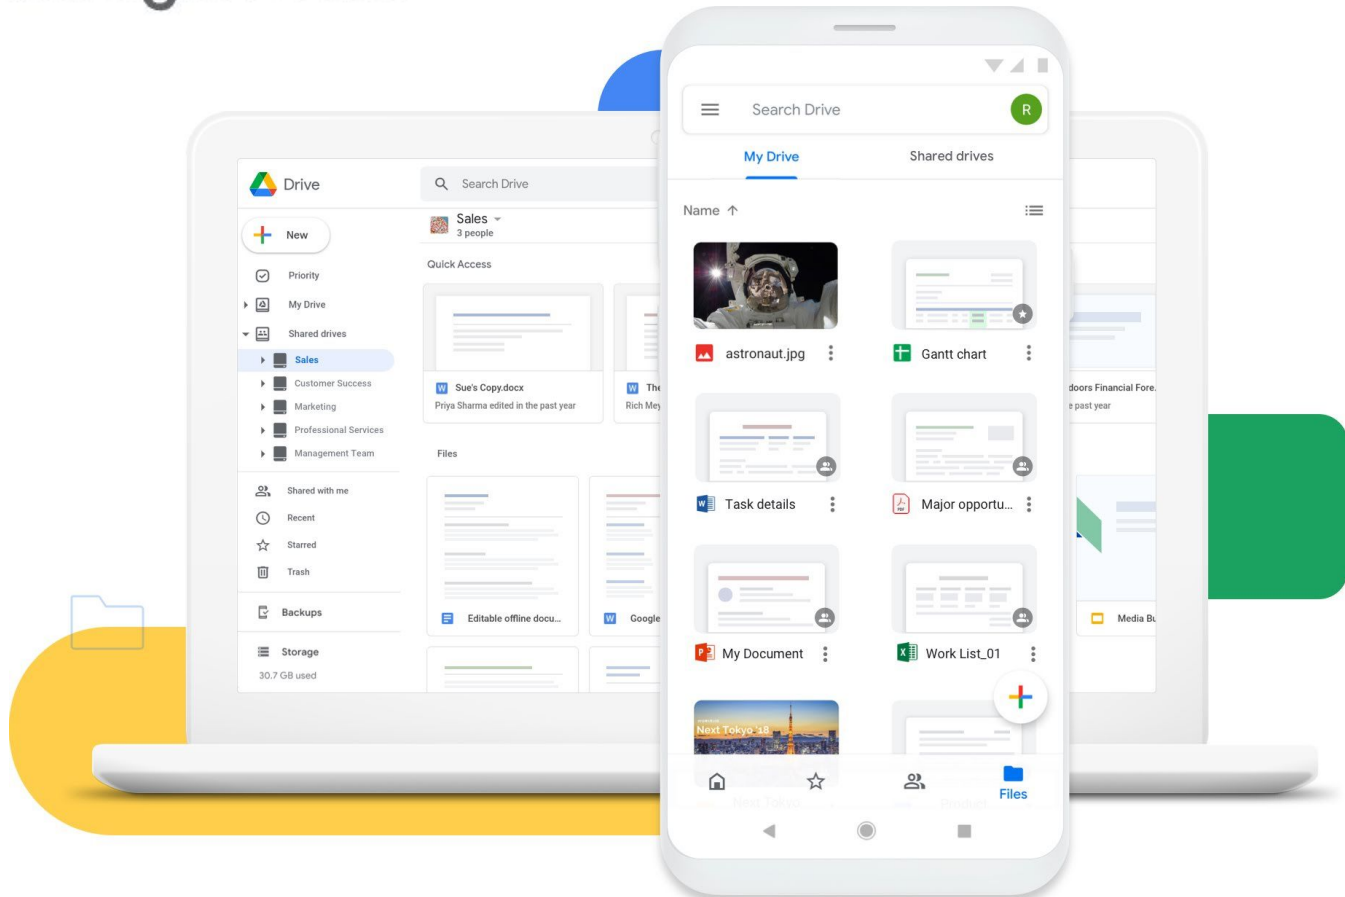 Drive
Search Drive
New
Sales
3 people
Priority
My Drive
Shared drives
Sales
Customer Success
Marketing
Professional Services
Management Team
Shared with me
Recent
Starred
Trash
Backups
Storage
30.7 GB used
Quick Access
Sue's Copy.docx
Priya Sharma edited in the past year
The
Rich Mey
Files
Editable offline docu...
Google
doors Financial Fore.
e past year
Media Bu
Search Drive
R
My Drive
Shared drives
Name
astronaut.jpg
Gantt chart
Task details
Major opportu...
My Document
Work List_01
Next Tokyo '18
Next Tokyo
Files